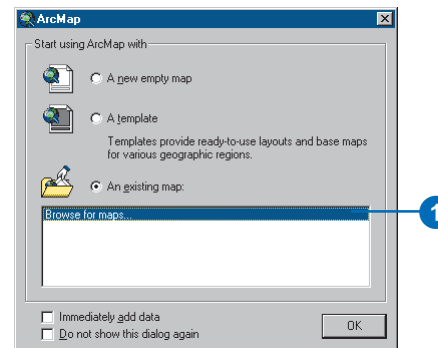 ArcMap
Start using ArcMap with
A new empty map
A template
Templates provide ready-to-use layouts and base maps
for various geographic regions.
An existing map:
Browse for maps...
1
Immediately add data
Do not show this dialog again
OK